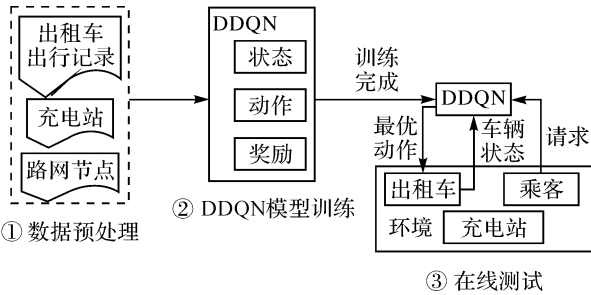 出租车
出行记录
充电站
路网节点
① 数据预处理
DDQN
状态
动作
奖励
② DDQN模型训练
训练
完成
DDQN
最优
动作
车辆
状态
请求
出租车
乘客
环境
充电站
③ 在线测试